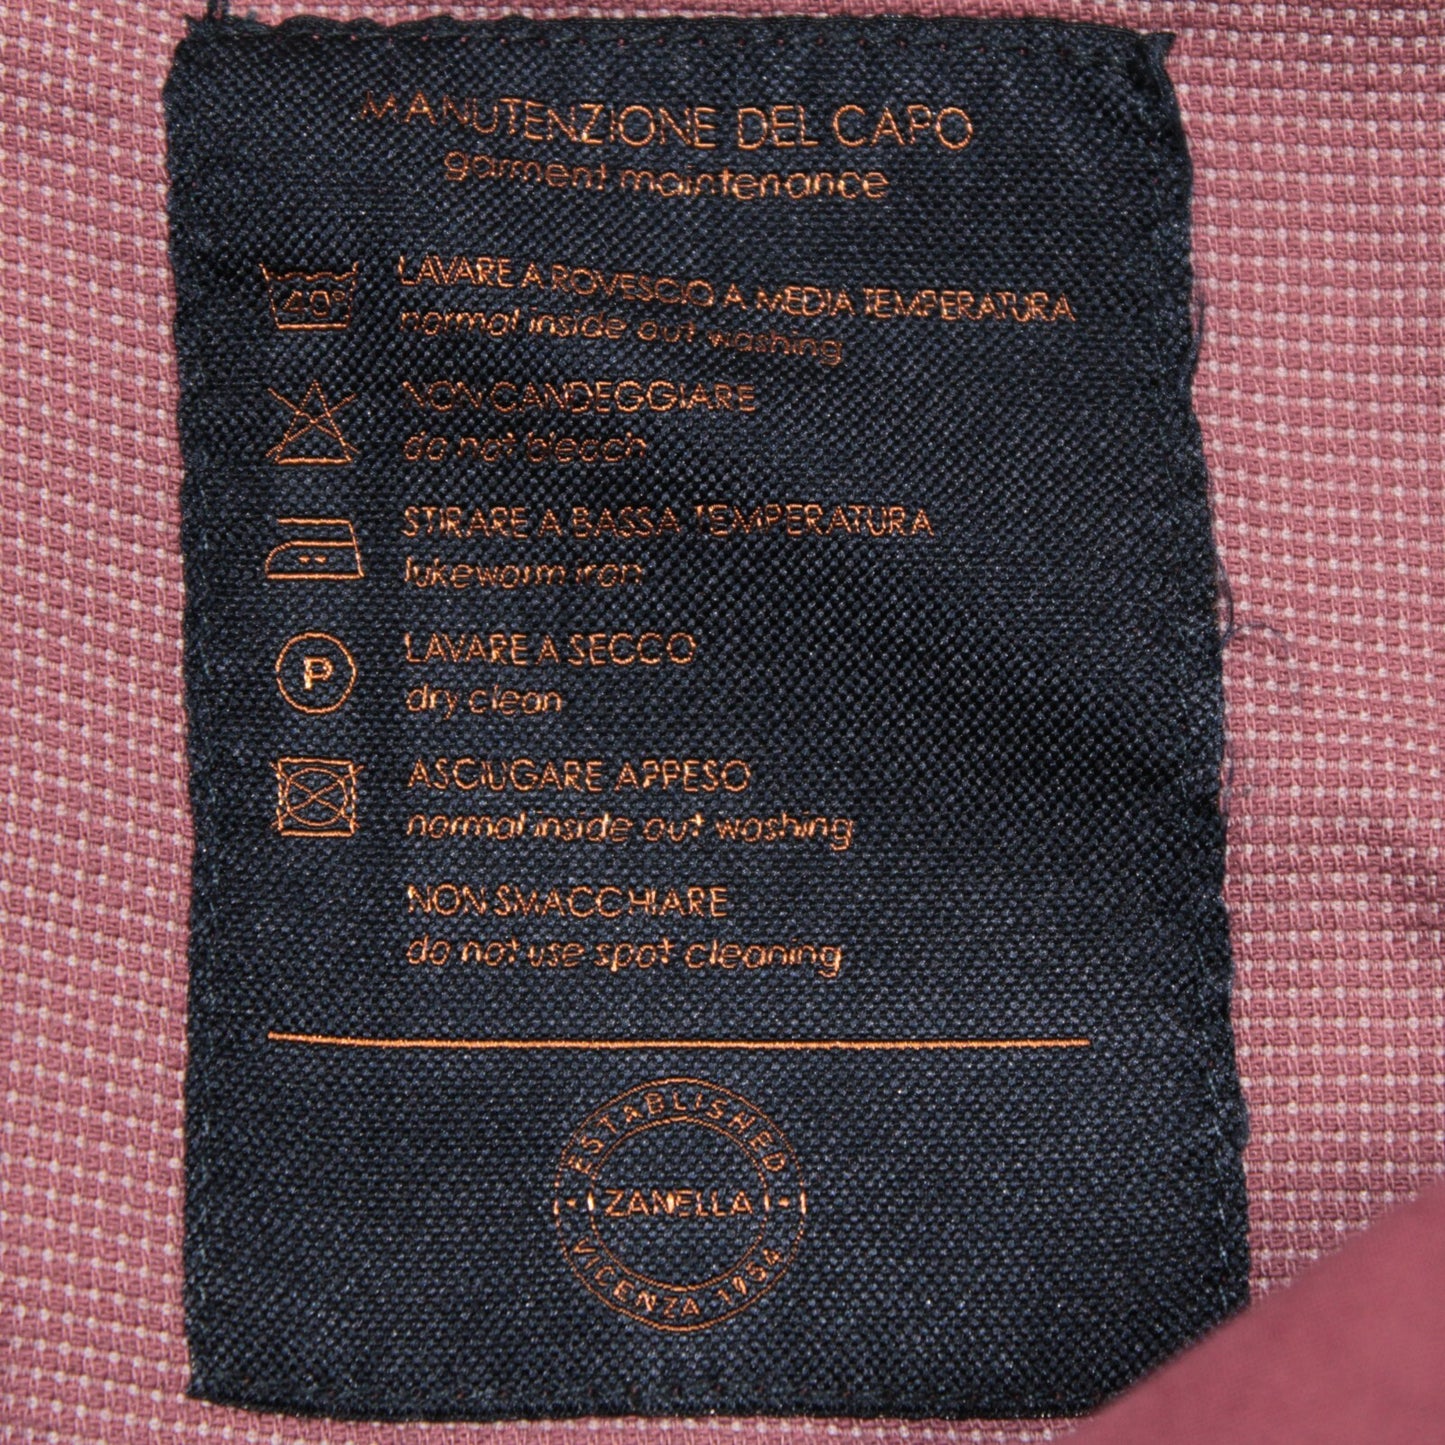 MANUTENZIONE DEL CAPO
garment maintenance
40°
LAVARE A ROVESCIO A MEDIA TEMPERATURA
normal inside out washing
NON CANDEGGIARE
do not bleach
STIRARE A BASSA TEMPERATURA
lukeworm iron
P
LAVARE A SECCO
dry clean
ASCIUGARE APPESO
normal inside out washing
NON SMACCHIARE
do not use spot cleaning
ESTABLISHED
ZANELLA
VICENZA 1954